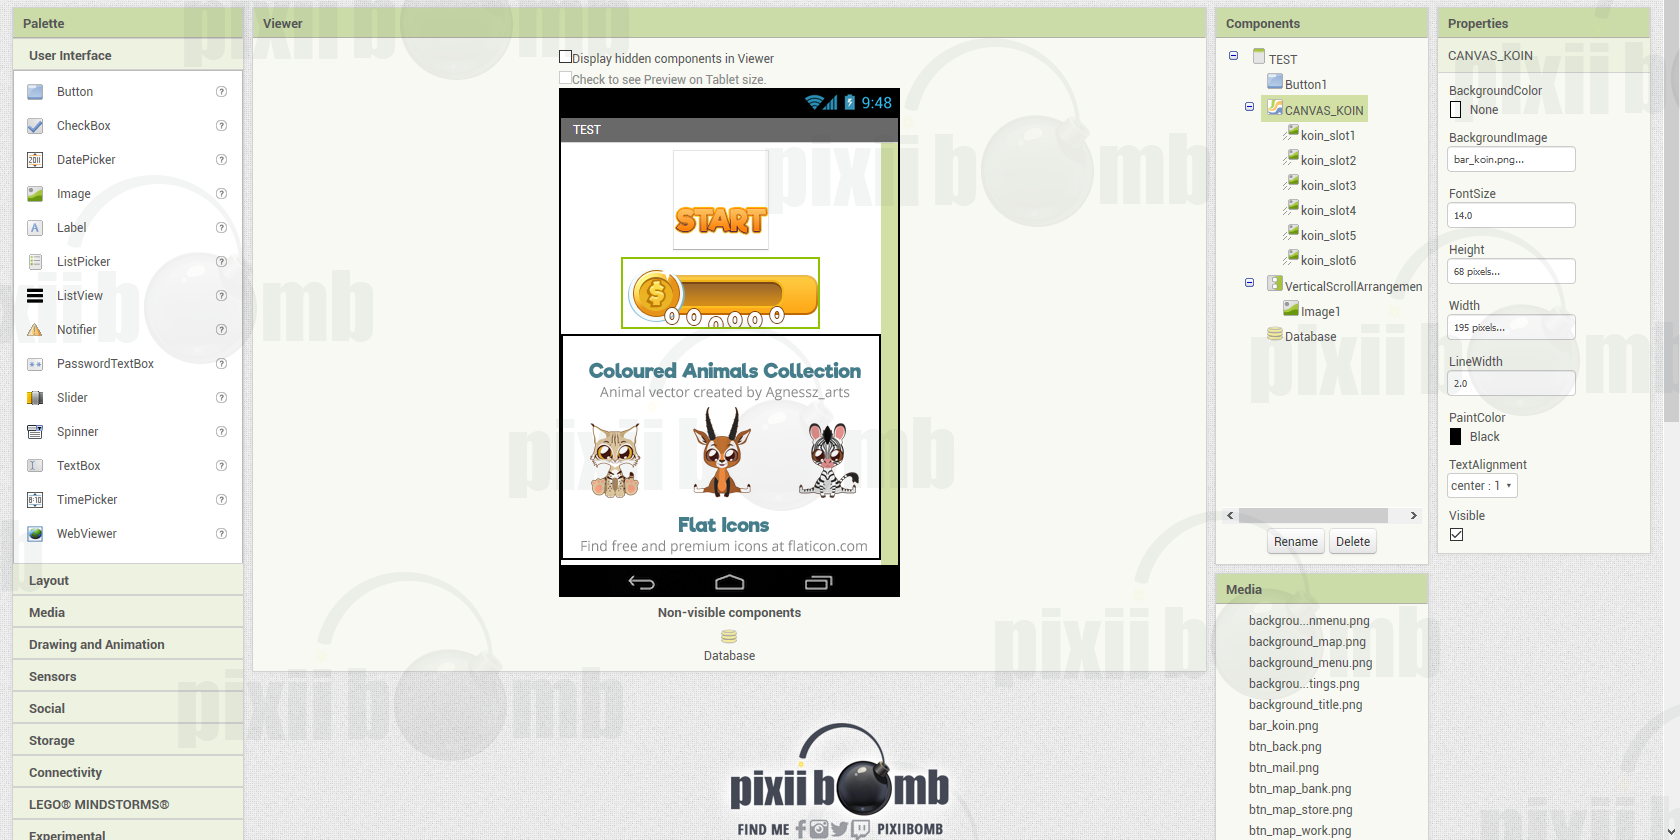 Palette
User Interface
Button
CheckBox
DatePicker
Image
Label
ListPicker
ListView
Notifier
PasswordTextBox
Slider
Spinner
TextBox
TimePicker
WebViewer
Layout
Media
Drawing and Animation
Sensors
Social
Storage
Connectivity
LEGO® MINDSTORMS®
Experimental
Viewer
Display hidden components in Viewer
Check to see Preview on Tablet size.
9:48
TEST
START
Coloured Animals Collection
Animal vector created by Agnessz_arts
Flat Icons
Find free and premium icons at flaticon.com
Non-visible components
Database
pixii bomb
FIND ME PIXIIBOMB
Components
TEST
Button1
CANVAS_KOIN
koin_slot1
koin_slot2
koin_slot3
koin_slot4
koin_slot5
koin_slot6
VerticalScrollArrangemen
Image1
Database
Rename Delete
Media
backgrou...nmenu.png
background_map.png
background_menu.png
backgrou...tings.png
background_title.png
bar_koin.png
btn_back.png
btn_mail.png
btn_map_bank.png
btn_map_store.png
btn_map_work.png
Properties
CANVAS_KOIN
BackgroundColor
None
BackgroundImage
bar_koin.png...
FontSize
14.0
Height
68 pixels...
Width
195 pixels...
LineWidth
2.0
PaintColor
Black
TextAlignment
center : 1
Visible